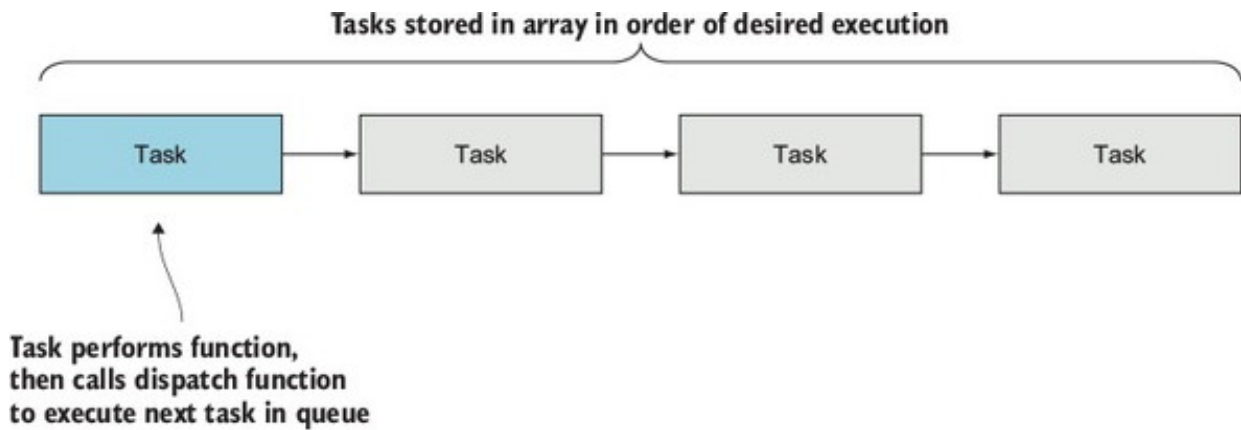 Tasks stored in array in order of desired execution
Task
Task
Task
Task
Task performs function,
then calls dispatch function
to execute next task in queue